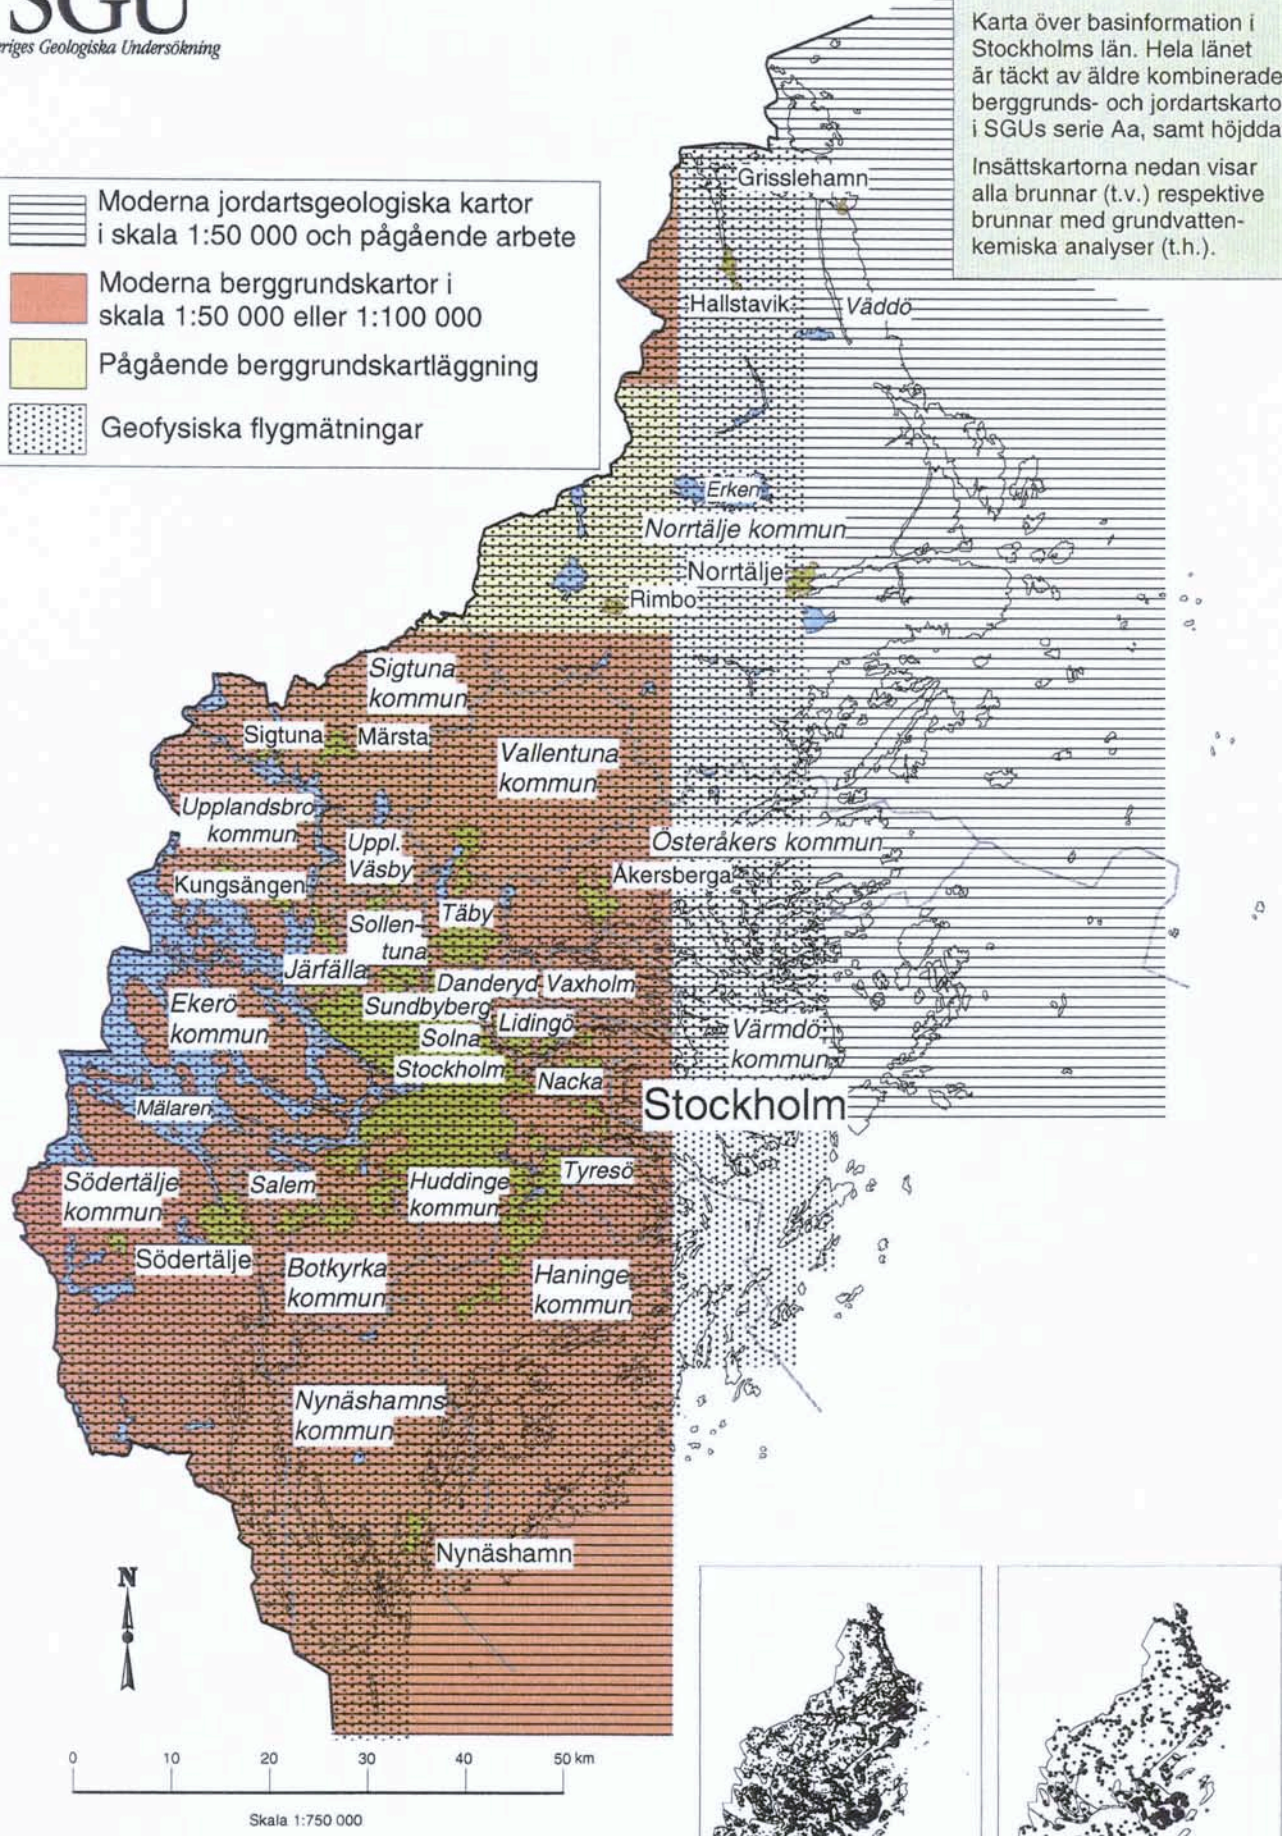 SGU
Geologiska Undersökning
Karta över basinformation i
Stockholms län. Hela länet
är täckt av äldre kombinerade
berggrunds- och jordartskarto
i SGUs serie Aa, samt höjdda
Insättskartorna nedan visar
alla brunnar (t.v.) respektive
brunnar med grundvatten-
kemiska analyser (t.h.).
Moderna jordartsgeologiska kartor
i skala 1:50 000 och pågående arbete
Moderna berggrundskartor i
skala 1:50 000 eller 1:100 000
Pågående berggrundskartläggning
Geofysiska flygmätningar
Grisslehamn
Hallstavik
Väddö
Erken
Norrtälje kommun
Norrtälje
Rimbo
Sigtuna
kommun
Sigtuna
Märsta
Vallentuna
kommun
Upplandsbro
kommun
Uppl.
Väsby
Österåkers kommun
Åkersberga
Kungsängen
Täby
Sollen-
tuna
Järfälla
Danderyd
Vaxholm
Ekerö
kommun
Sundbyberg
Lidingö
Solna
Värmdö
kommun
Stockholm
Nacka
Stockholm
Mälaren
Tyresö
Södertälje
kommun
Salem
Huddinge
kommun
Södertälje
Botkyrka
kommun
Haninge
kommun
Nynäshamns
kommun
Nynäshamn
N
0 10 20 30 40 50 km
Skala 1:750 000